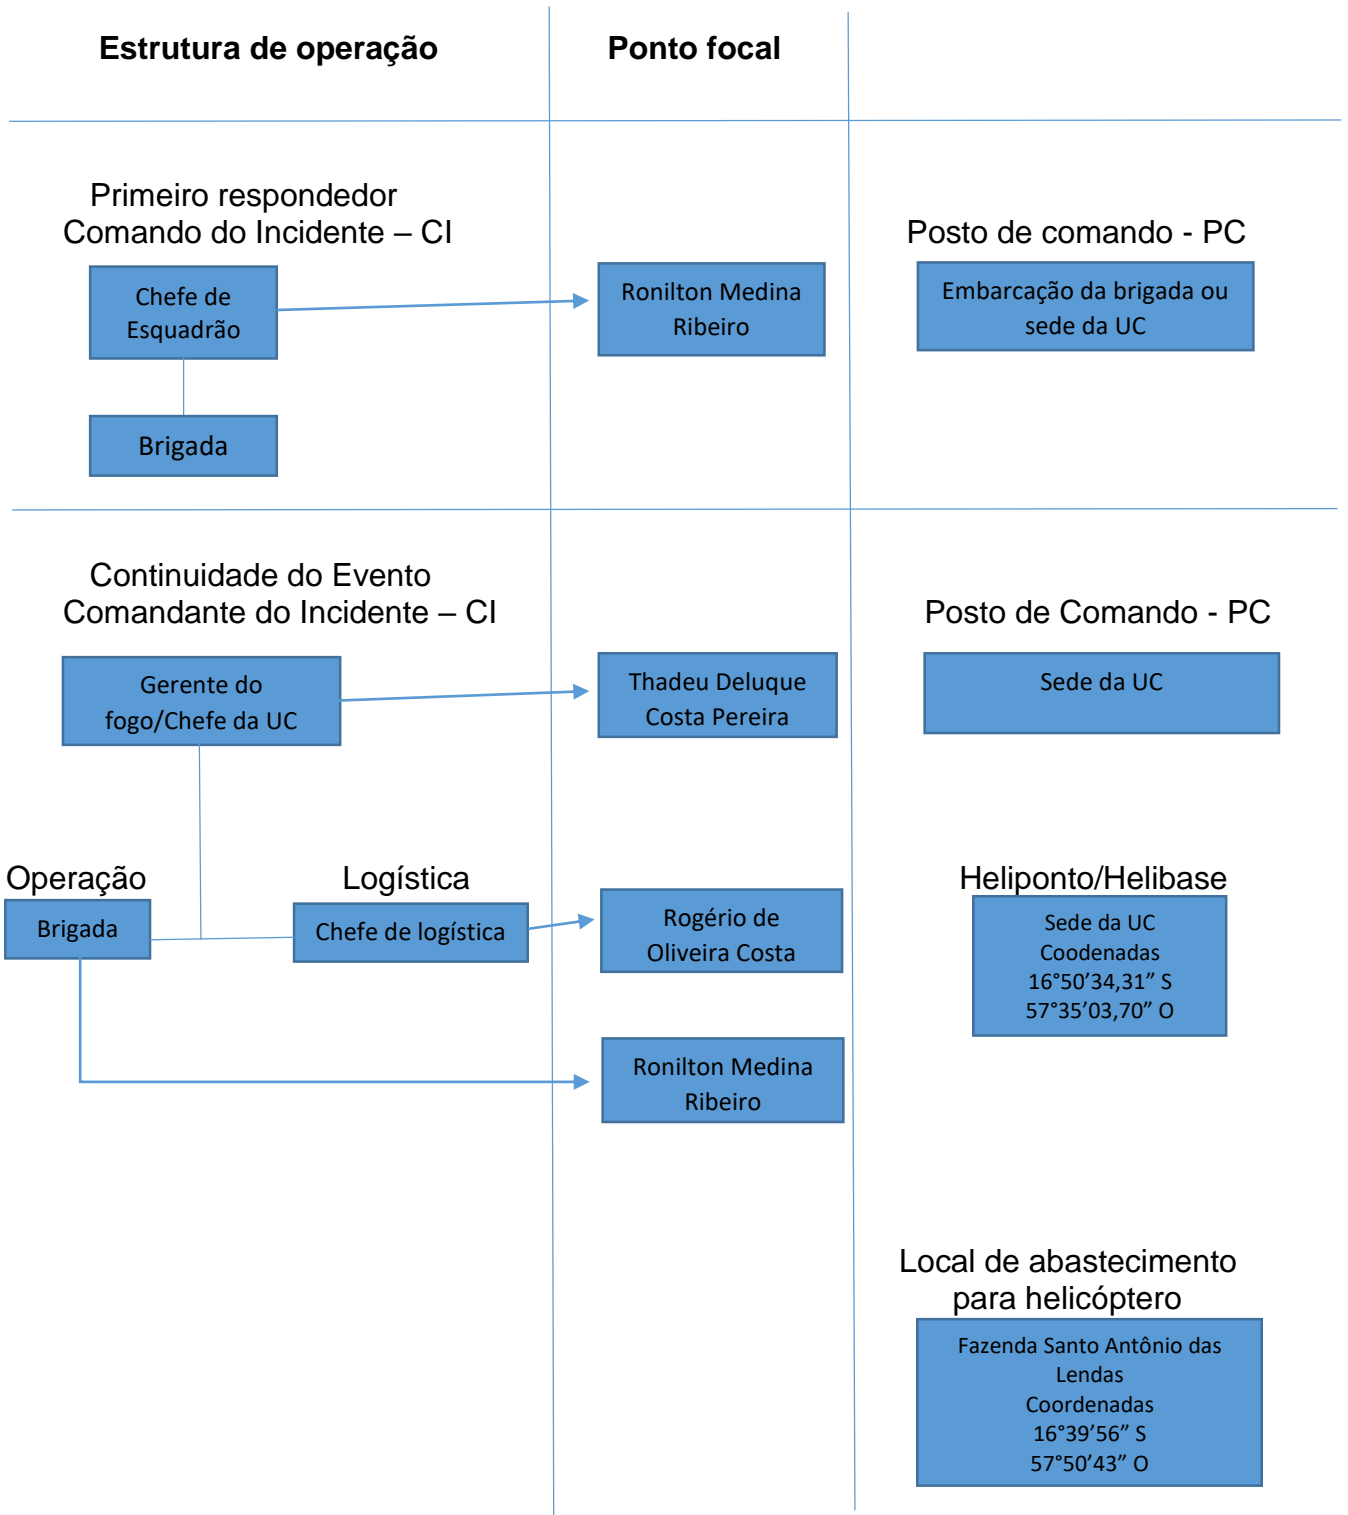 Estrutura de operação
Ponto focal
Primeiro respondedor
Comando do Incidente – CI
Posto de comando - PC
Chefe de
Esquadrão
Ronilton Medina
Ribeiro
Embarcação da brigada ou
sede da UC
Brigada
Continuidade do Evento
Comandante do Incidente – CI
Posto de Comando - PC
Gerente do
fogo/Chefe da UC
Thadeu Deluque
Costa Pereira
Sede da UC
Operação
Logística
Heliponto/Helibase
Brigada
Chefe de logística
Rogério de
Oliveira Costa
Sede da UC
Coodenadas
16°50’34,31” S
57°35’03,70” O
Ronilton Medina
Ribeiro
Local de abastecimento
para helicóptero
Fazenda Santo Antônio das
Lendas
Coordenadas
16°39’56” S
57°50’43” O